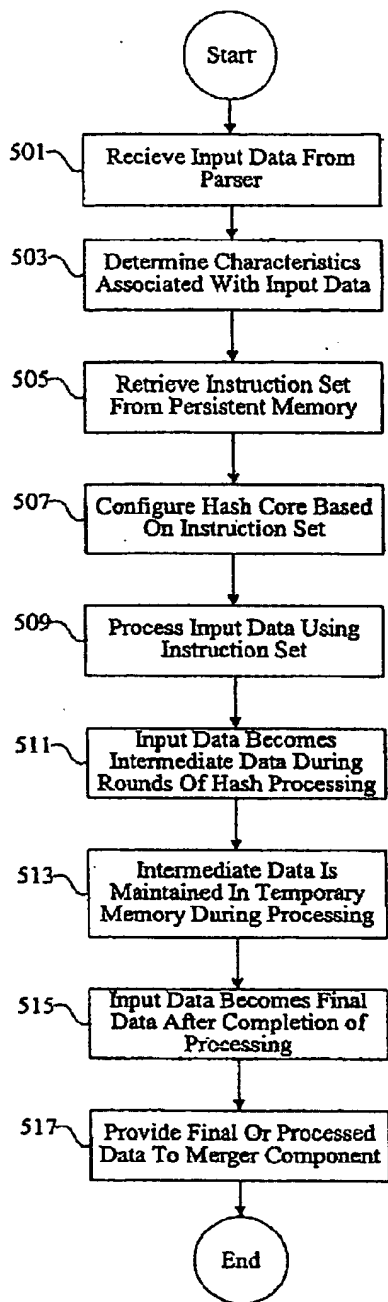 Start
501
Recieve Input Data From
Parser
503
Determine Characteristics
Associated With Input Data
505
Retrieve Instruction Set
From Persistent Memory
507
Configure Hash Core Based
On Instruction Set
509
Process Input Data Using
Instruction Set
511
Input Data Becomes
Intermediate Data During
Rounds Of Hash Processing
513
Intermediate Data Is
Maintained In Temporary
Memory During Processing
515
Input Data Becomes Final
Data After Completion of
Processing
517
Provide Final Or Processed
Data To Merger Component
End